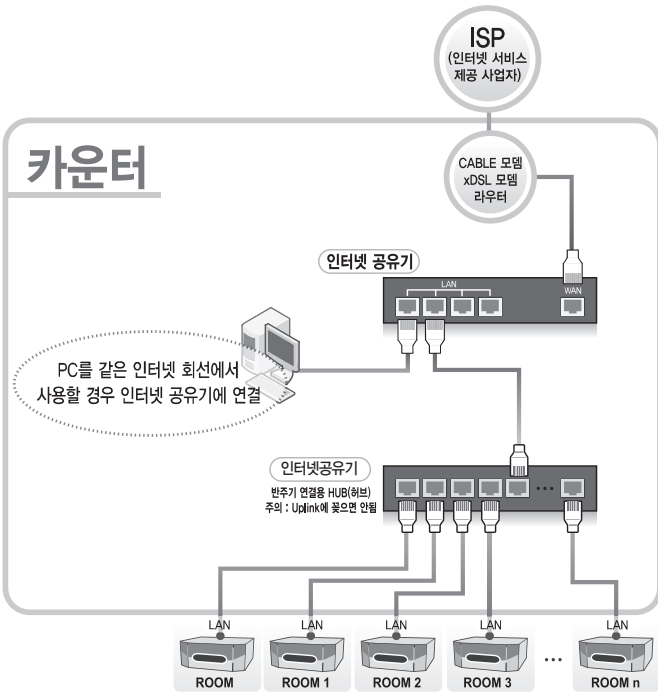 ISP
(인터넷 서비스
제공 사업자)
카운터
CABLE 모뎀
xDSL 모뎀
라우터
인터넷 공유기
LAN
WAN
PC를 같은 인터넷 회선에서
사용할 경우 인터넷 공유기에 연결
인터넷공유기
반주기 연결용 HUB(허브)
주의 : Uplink에 꽂으면 안됨
...
LAN
LAN
LAN
LAN
LAN
...
ROOM
ROOM 1
ROOM 2
ROOM 3
ROOM n